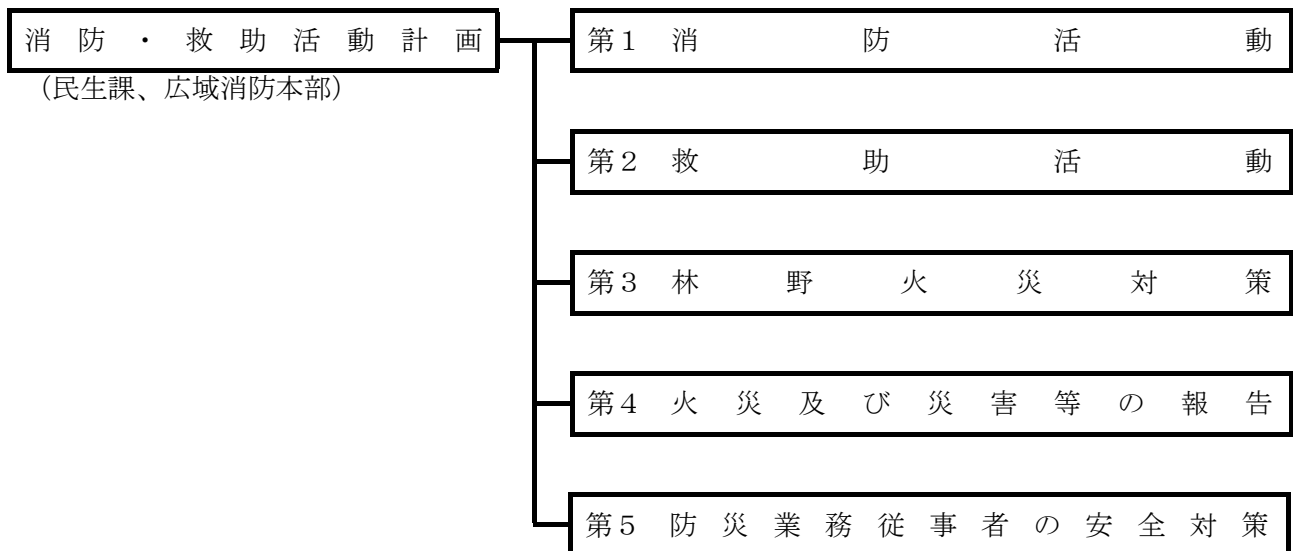 消防・救助活動計画
（民生課、広域消防本部）
第1 消防活動
第2 救助活動
第3 林野火災対策
第4 火災及び災害等の報告
第5 防災業務従事者の安全対策